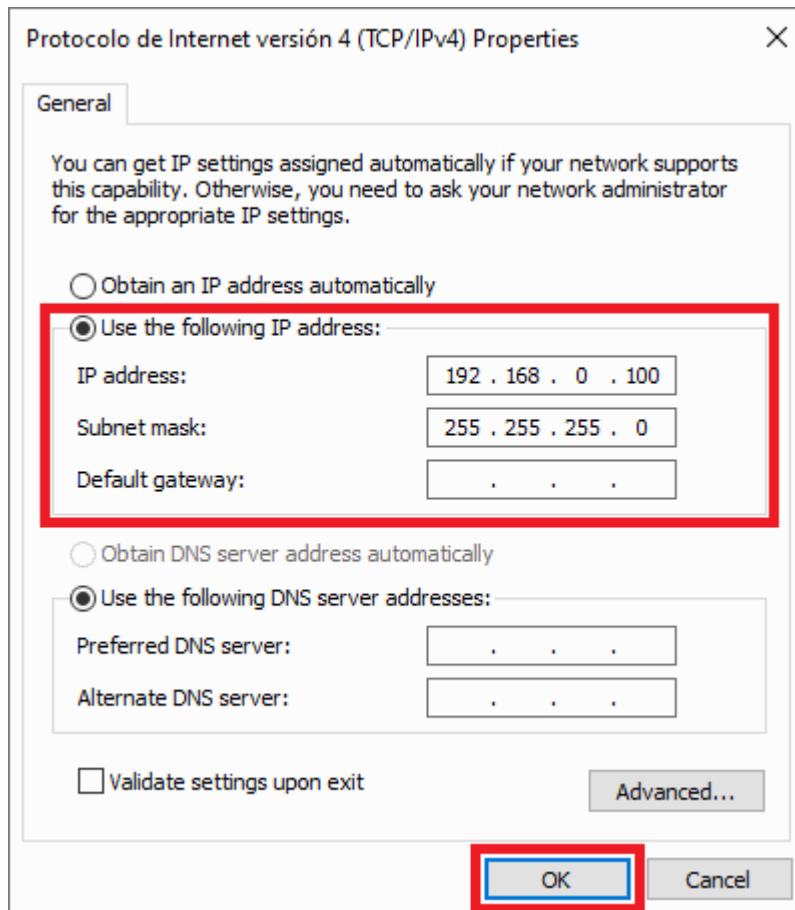 Protocolo de Internet versión 4 (TCP/IPv4) Properties
General
You can get IP settings assigned automatically if your network supports
this capability. Otherwise, you need to ask your network administrator
for the appropriate IP settings.
Obtain an IP address automatically
Use the following IP address:
IP address: 192 . 168 . 0 . 100
Subnet mask: 255 . 255 . 255 . 0
Default gateway: . . .
Obtain DNS server address automatically
Use the following DNS server addresses:
Preferred DNS server: . . .
Alternate DNS server: . . .
Validate settings upon exit
Advanced...
OK Cancel